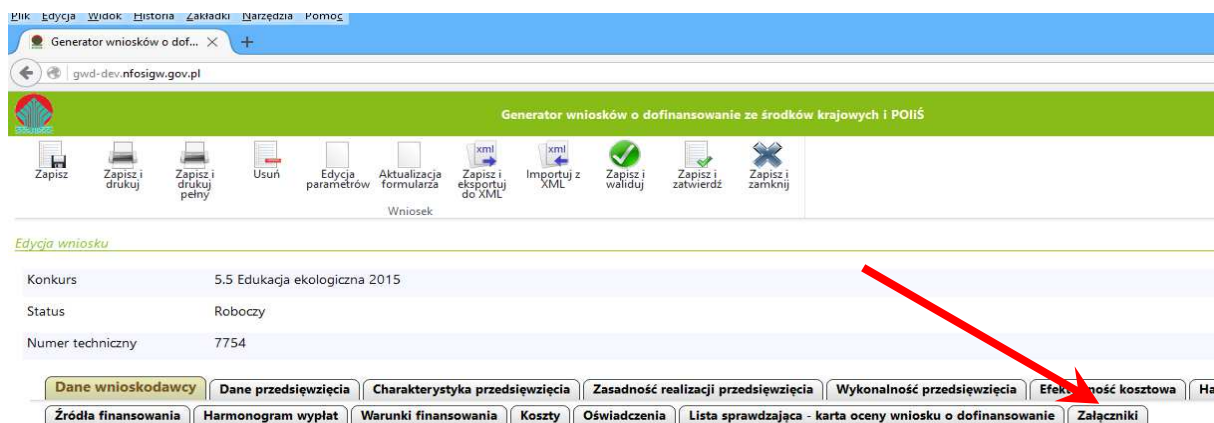 Plik Edycja Widok Historia Zakładki Narzędzia Pomoc
Generator wniosków o dof...
gwd-dev.nfosigw.gov.pl
Generator wniosków o dofinansowanie ze środków krajowych i POIiŚ
Zapisz
Zapisz i drukuj
Zapisz i drukuj pełny
Usuń
Edycja parametrów
Aktualizacja formularza
xml
Zapisz i eksportuj do XML
xml
Importuj z XML
Zapisz i waliduj
Zapisz i zatwierdź
Zapisz i zamknij
Wniosek
Edycja wniosku
Konkurs 5.5 Edukacja ekologiczna 2015
Status Roboczy
Numer techniczny 7754
Dane wnioskodawcy Dane przedsięwzięcia Charakterystyka przedsięwzięcia Zasadność realizacji przedsięwzięcia Wykonalność przedsięwzięcia kosztowa Ha
Źródła finansowania Harmonogram wypłat Warunki finansowania Koszty Oświadczenia Lista sprawdzająca - karta oceny wniosku o dofinansowanie Załączniki